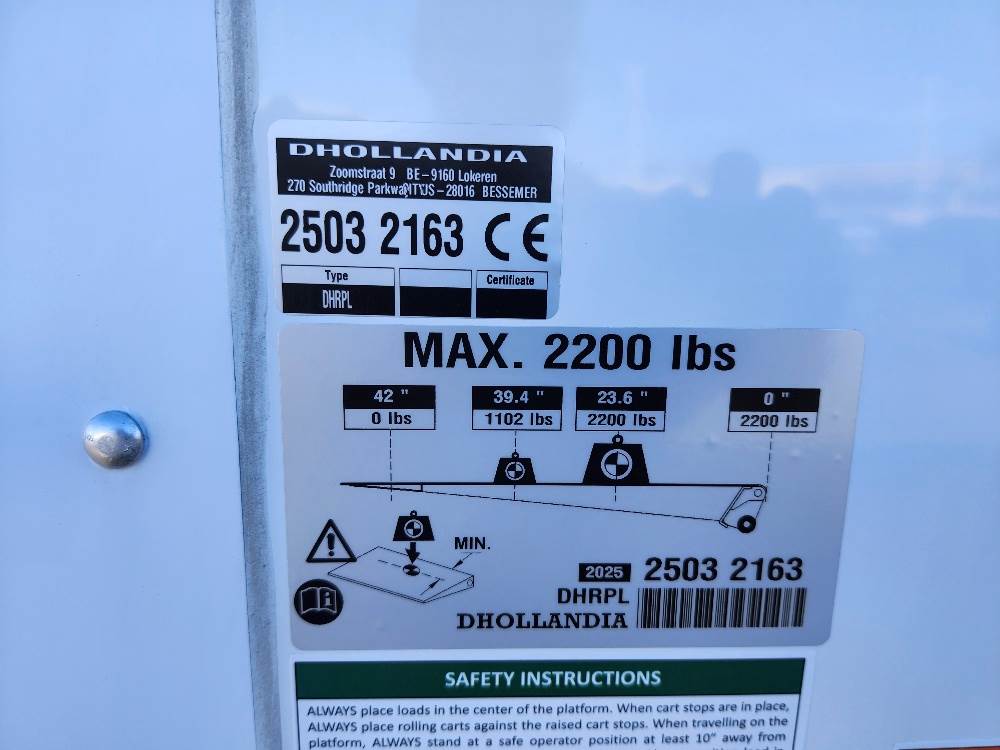 DHOLLANDIA
Zoomstraat 9 BE-9160 Lokeren
270 Southridge Parkway US-28016 BESSEMER
2503 2163 CE
Type Certificate
DHRPL
MAX. 2200 lbs
42 " 39.4 " 23.6 " 0 "
0 lbs 1102 lbs 2200 lbs 2200 lbs
MIN.
2025 2503 2163
DHRPL
DHOLLANDIA
SAFETY INSTRUCTIONS
ALWAYS place loads in the center of the platform. When cart stops are in place,
ALWAYS place rolling carts against the raised cart stops. When travelling on the
platform, ALWAYS stand at a safe operator position at least 10" away from